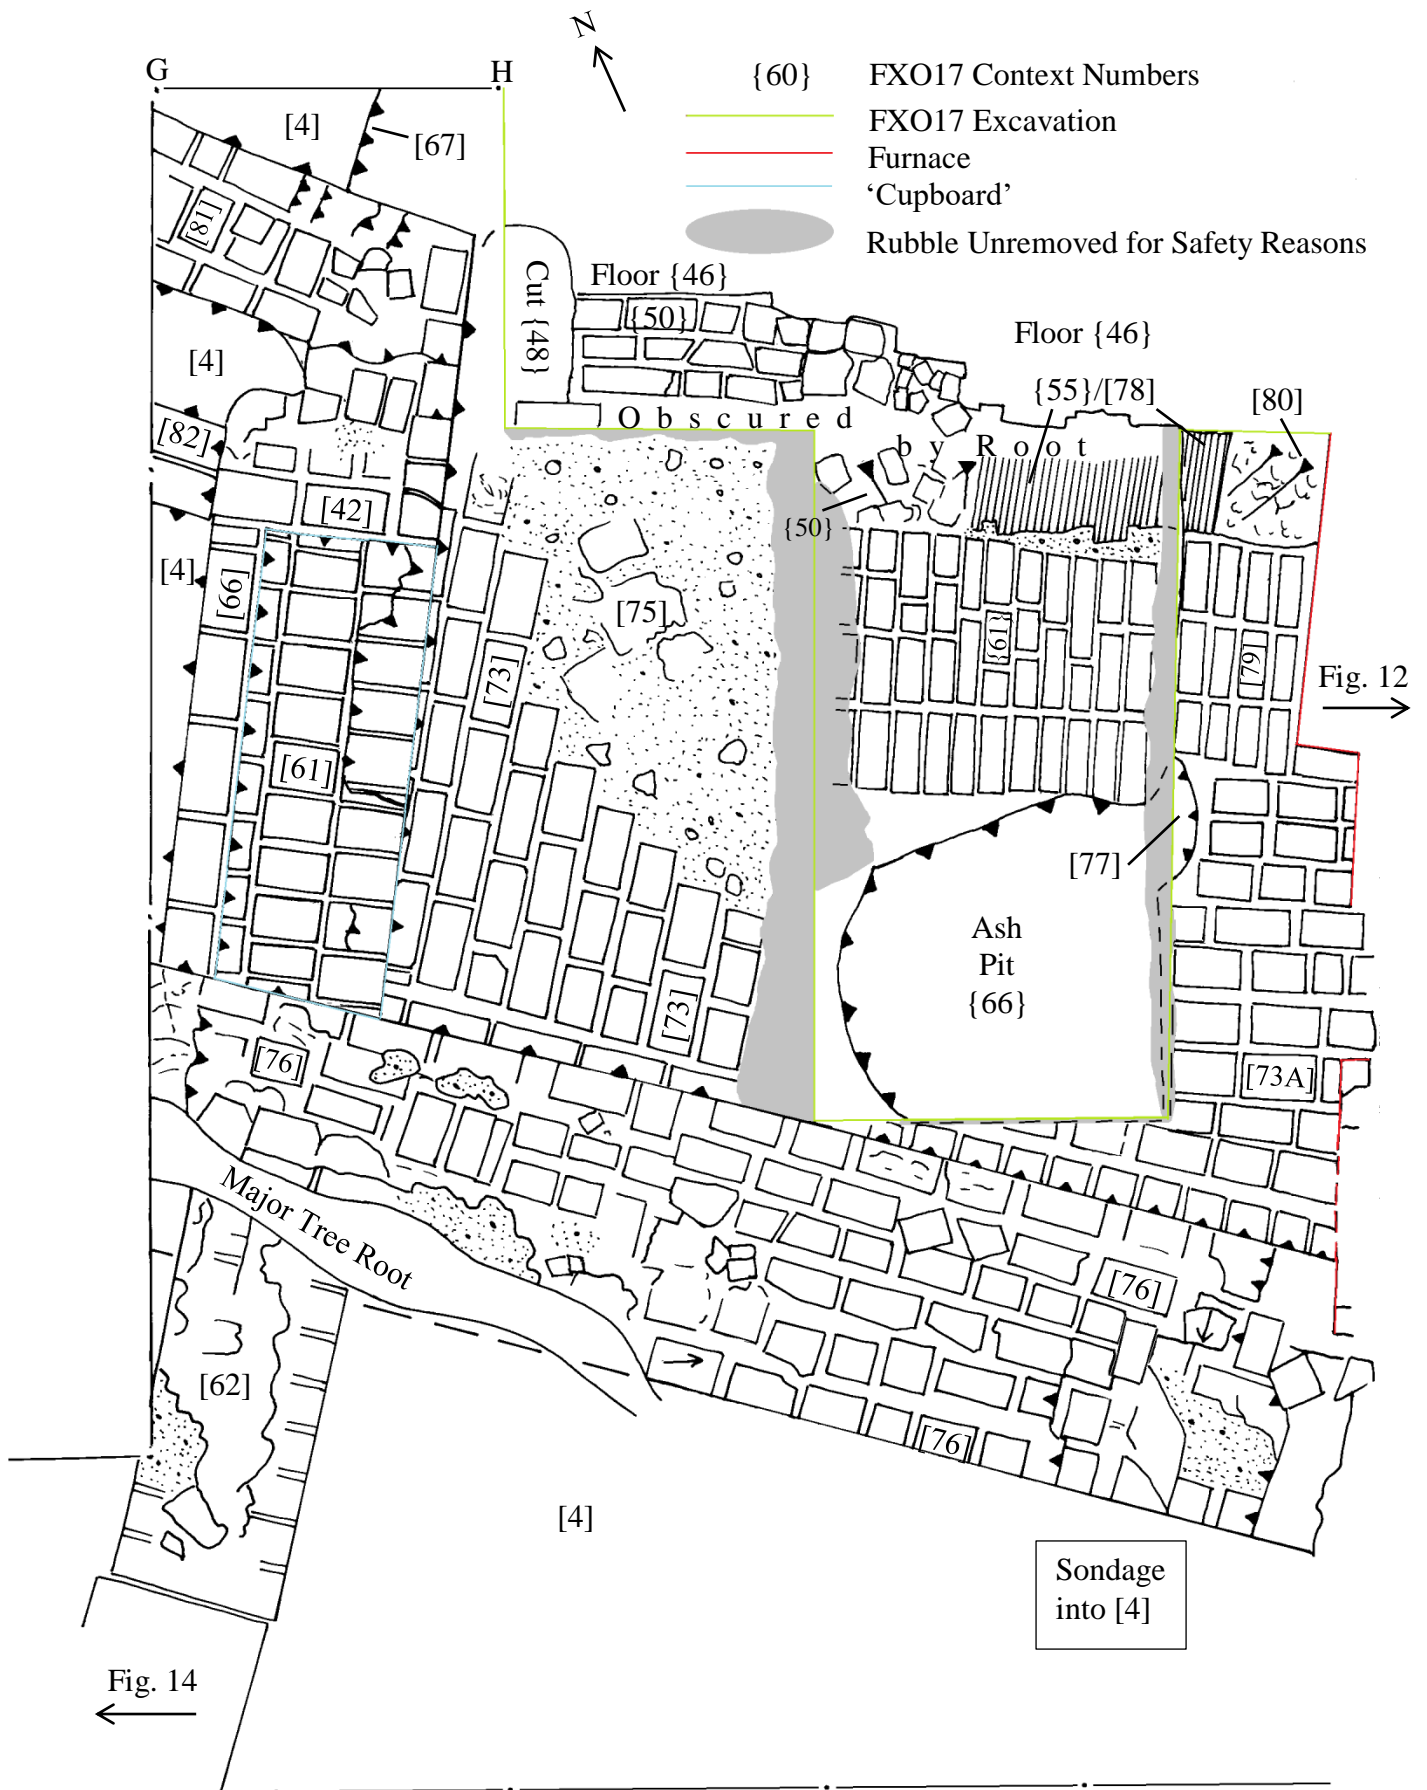 N
G
H
{60} FXO17 Context Numbers
FXO17 Excavation
Furnace
‘Cupboard’
Rubble Unremoved for Safety Reasons
[4]
[67]
[81]
Cut {48}
Floor {46}
{50}
Floor {46}
[4]
{55}/[78]
[80]
[82]
Obscured
by Root
[42]
{50}
[4]
[66]
[75]
{61}
[79]
[73]
Fig. 12
[61]
[77]
Ash
Pit
{66}
[73]
[76]
[73A]
Major Tree Root
[76]
[62]
[76]
[4]
Sondage
into [4]
Fig. 14